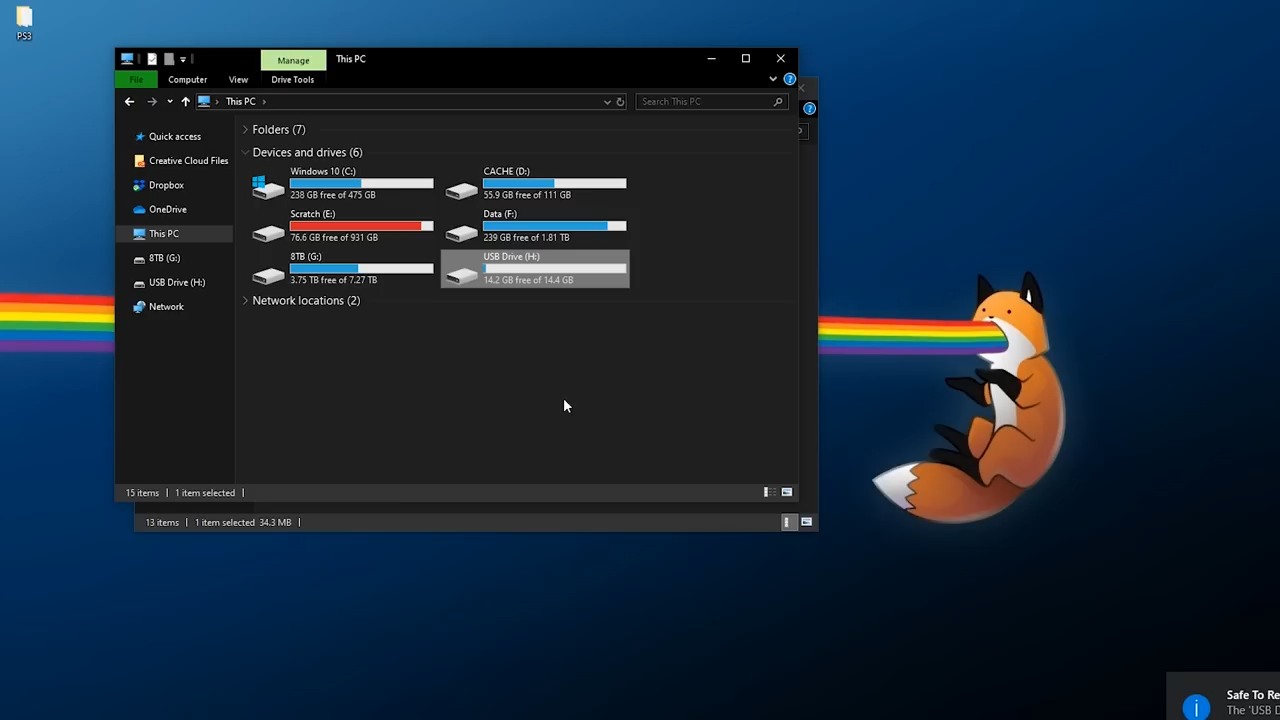 PS3
Manage
This PC
File
Computer
View
Drive Tools
This PC
Search This PC
Quick access
Creative Cloud Files
Dropbox
OneDrive
This PC
8TB (G:)
USB Drive (H:)
Network
Folders (7)
Devices and drives (6)
Windows 10 (C:)
238 GB free of 475 GB
CACHE (D:)
55.9 GB free of 111 GB
Scratch (E:)
76.6 GB free of 931 GB
Data (F:)
239 GB free of 1.81 TB
8TB (G:)
3.75 TB free of 7.27 TB
USB Drive (H:)
14.2 GB free of 14.4 GB
Network locations (2)
15 items
1 item selected
13 items
1 item selected 34.3 MB
Safe To Re
The 'USB D